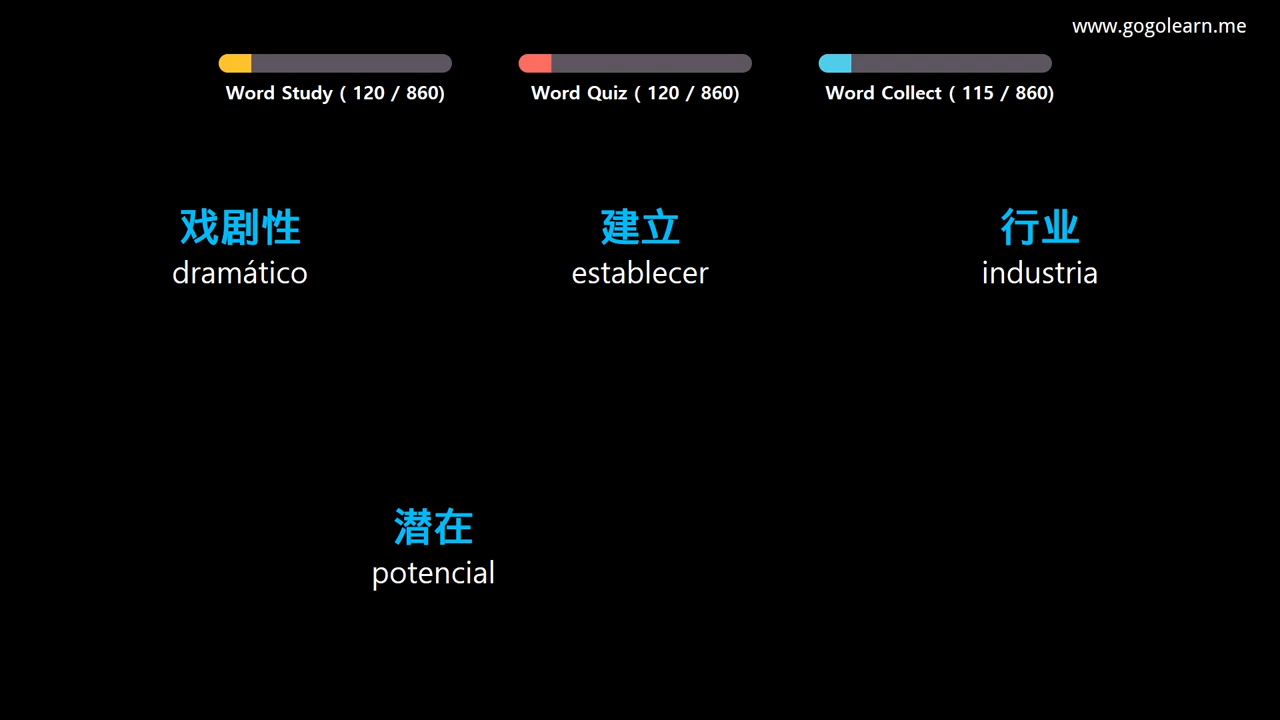 www.gogolearn.me
Word Study ( 120 / 860)
Word Quiz ( 120 / 860)
Word Collect ( 115 / 860)
戏剧性
dramático
建立
establecer
行业
industria
潜在
potencial